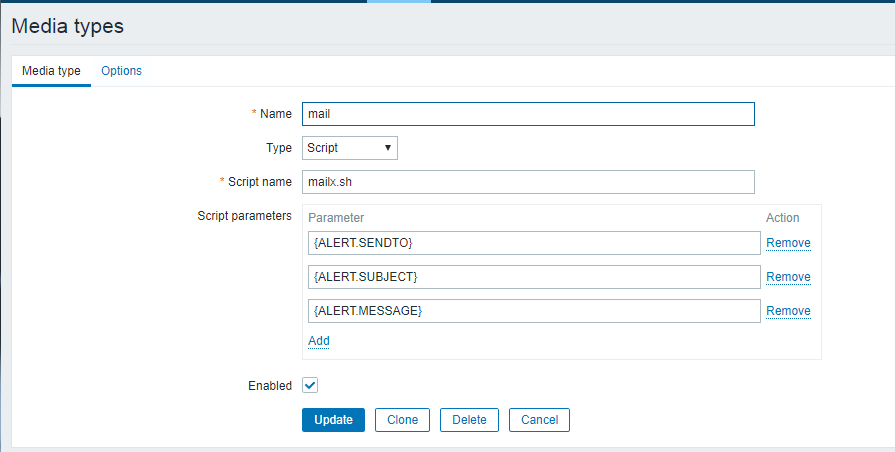 Media types
Media type Options
* Name mail
Type Script
* Script name mailx.sh
Script parameters Parameter Action
{ALERT.SENDTO} Remove
{ALERT.SUBJECT} Remove
{ALERT.MESSAGE} Remove
Add
Enabled
Update Clone Delete Cancel